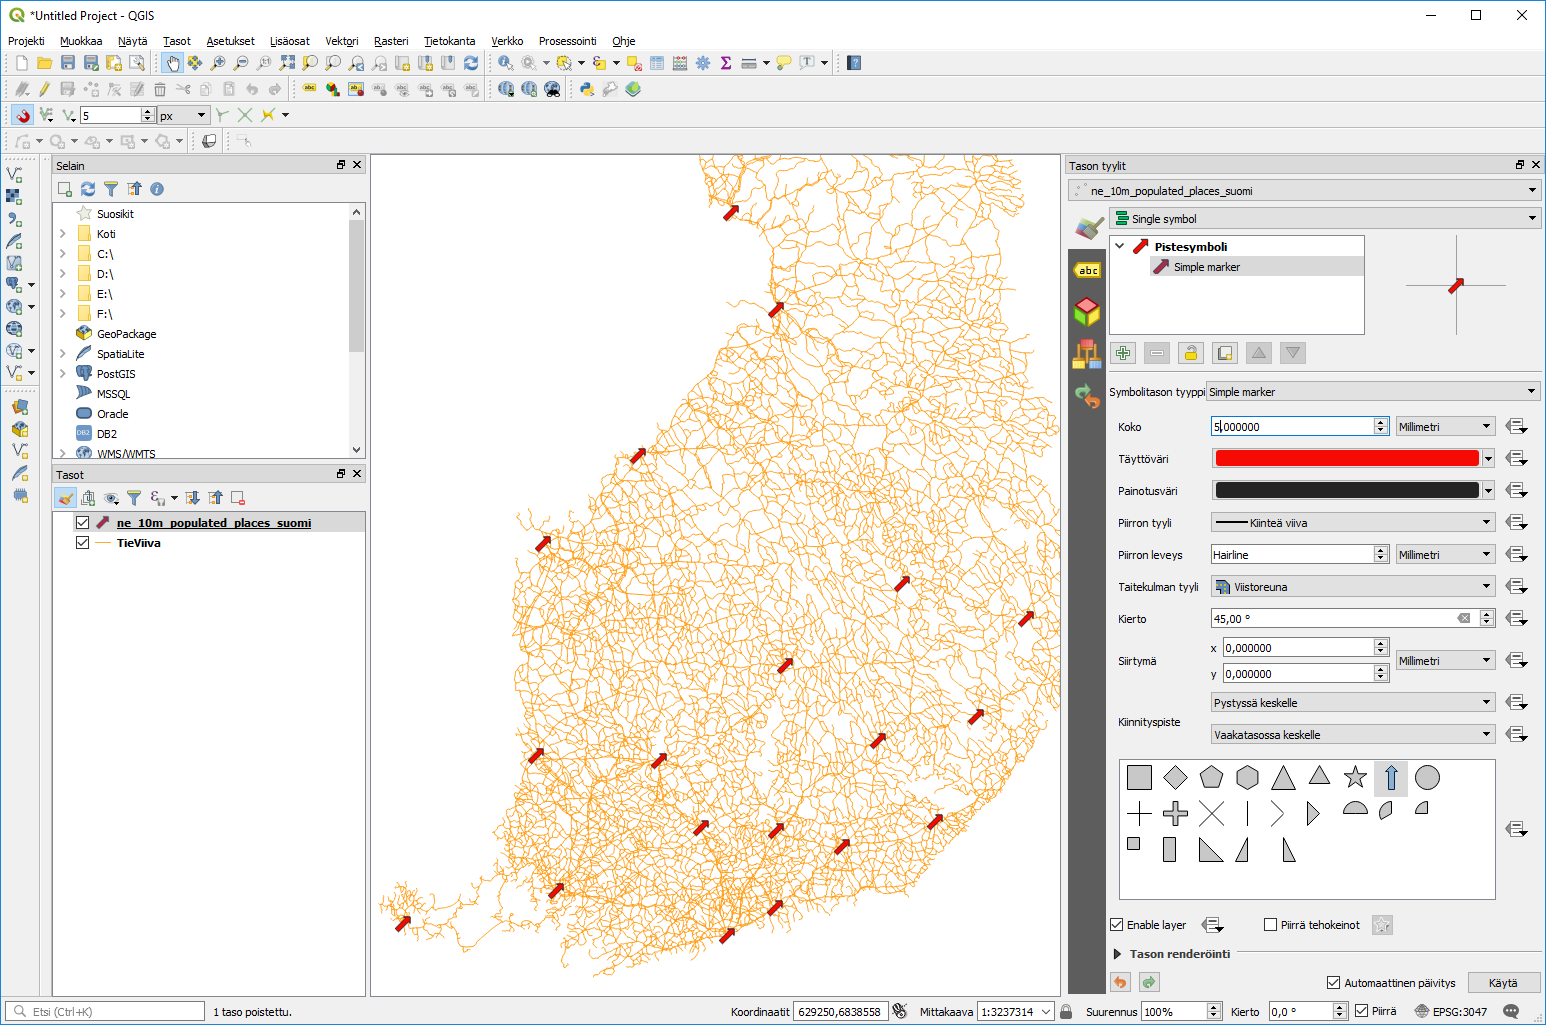 *Untitled Project - QGIS
Projekti Muokkaa Näytä Tasot Asetukset Lisäosat Vektori Rasteri Tietokanta Verkko Prosessointi Ohje
5 px
Selain
Suosikit
Koti
C:\
D:\
E:\
F:\
GeoPackage
SpatiaLite
PostGIS
MSSQL
Oracle
DB2 DB2
WMS/WMTS
Tasot
ne_10m_populated_places_suomi
TieViiva
Tason tyylit
ne_10m_populated_places_suomi
Single symbol
Pistesymboli
Simple marker
abc
Symbolitason tyyppi Simple marker
Koko 5,000000 Millimetri
Täyttöväri
Painotusväri
Piirron tyyli Kiinteä viiva
Piirron leveys Hairline Millimetri
Taitekulman tyyli Viistoreuna
Kierto 45,00 °
Siirtymä x 0,000000 Millimetri
y 0,000000
Kiinnityspiste Pystyssä keskelle
Vaakatasossa keskelle
Enable layer Piirrä tehokeinot
Tason renderöinti
Automaattinen päivitys Käytä
Etsi (Ctrl+K) 1 taso poistettu. Koordinaatit 629250,6838558 Mittakaava 1:3237314 Suurennus 100% Kierto 0,0 ° Piirrä EPSG:3047